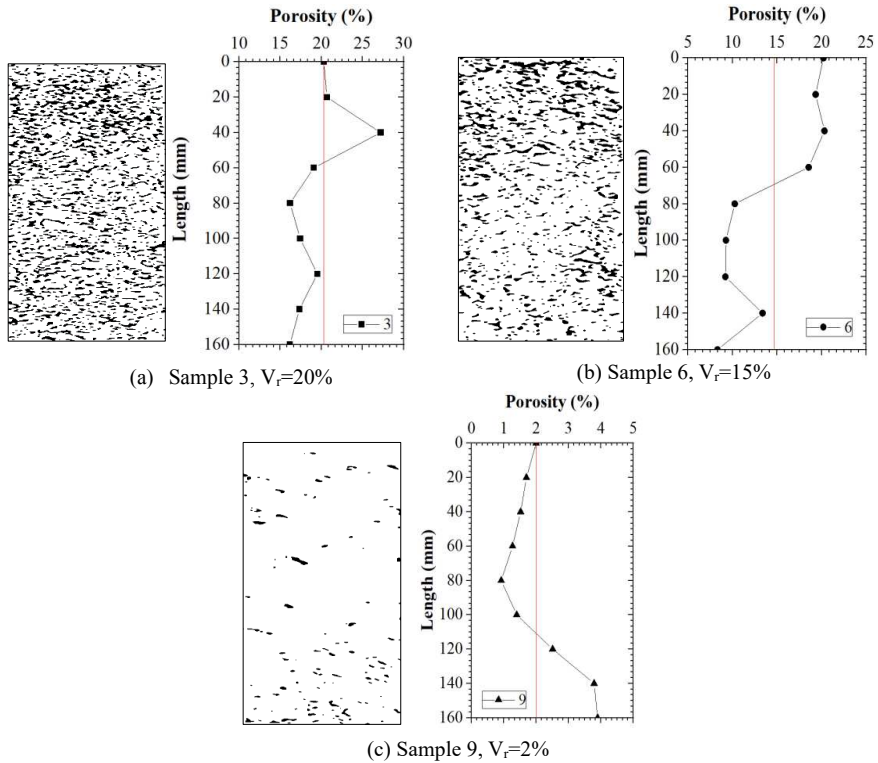 Porosity (%)
10 15 20 25 30
0
20
40
60
80
100
120
140
160
Length (mm)
3
(a) Sample 3, Vr=20%
Porosity (%)
5 10 15 20 25
0
20
40
60
80
100
120
140
160
Length (mm)
6
(b) Sample 6, Vr=15%
Porosity (%)
0 1 2 3 4 5
0
20
40
60
80
100
120
140
160
Length (mm)
9
(c) Sample 9, Vr=2%